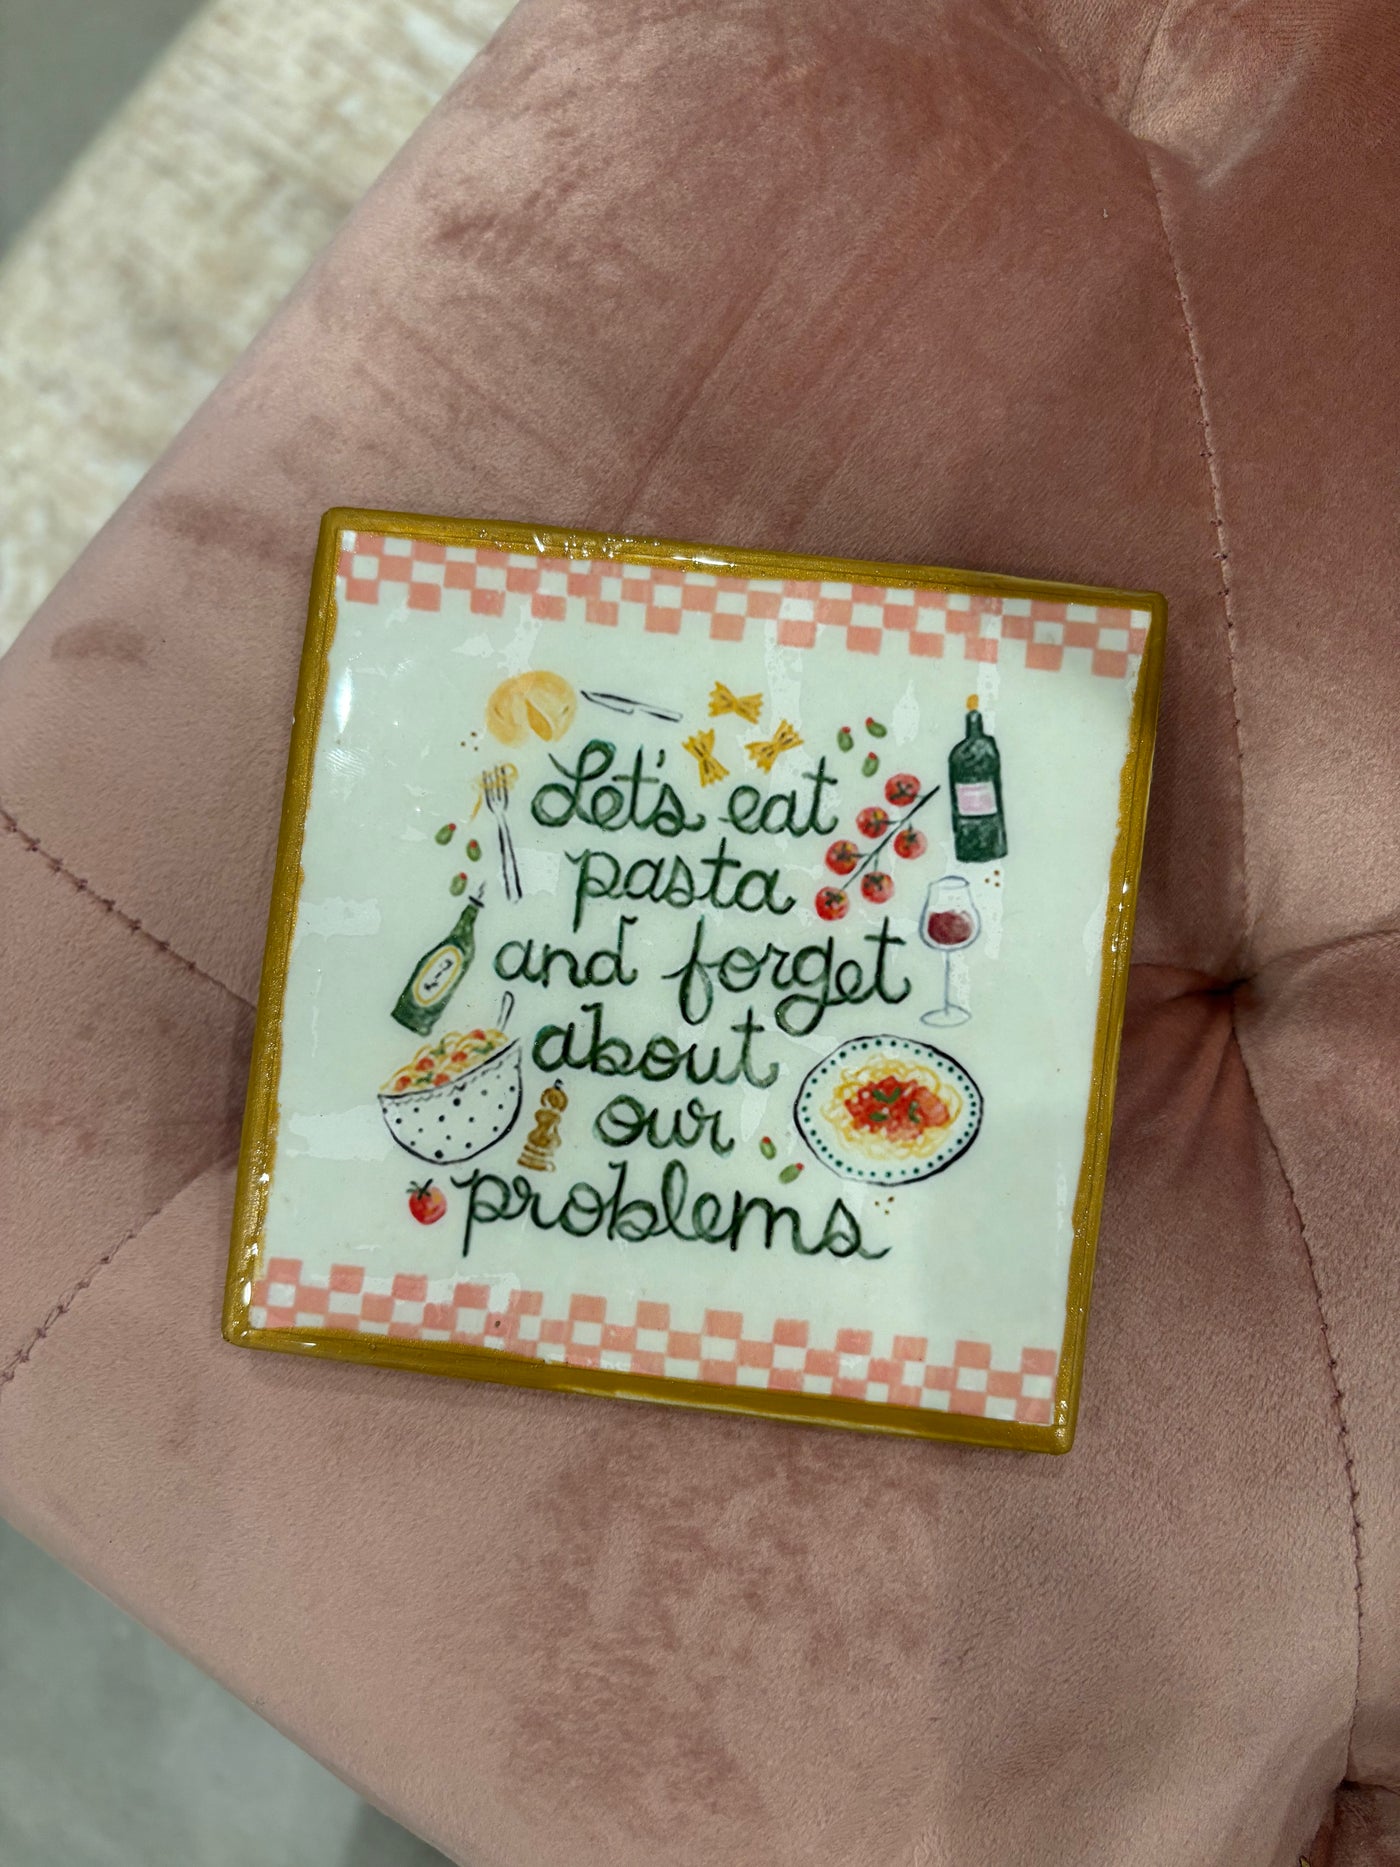 Let's eat
pasta
and forget
about
our
problems